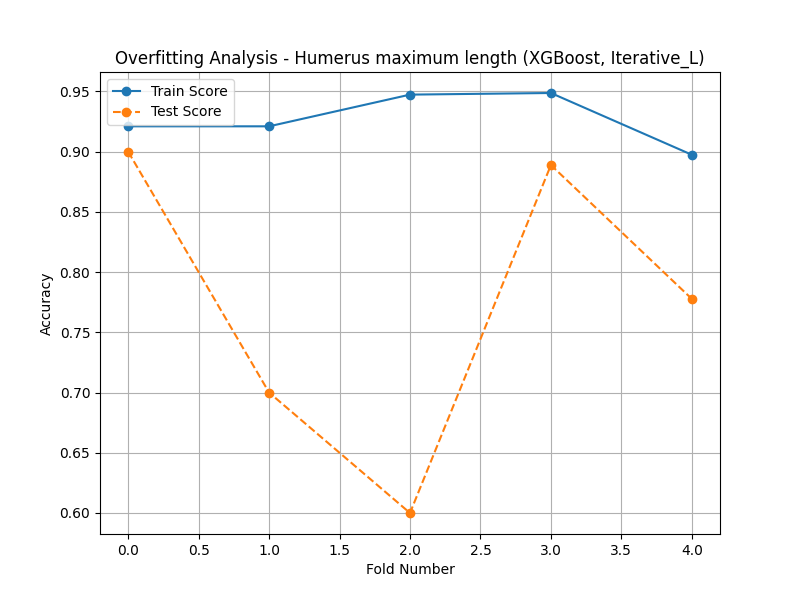 Overfitting Analysis - Humerus maximum length (XGBoost, Iterative_L)
Train Score
Test Score
0.95
0.90
0.85
0.80
0.75
0.70
0.65
0.60
Accuracy
0.0 0.5 1.0 1.5 2.0 2.5 3.0 3.5 4.0
Fold Number